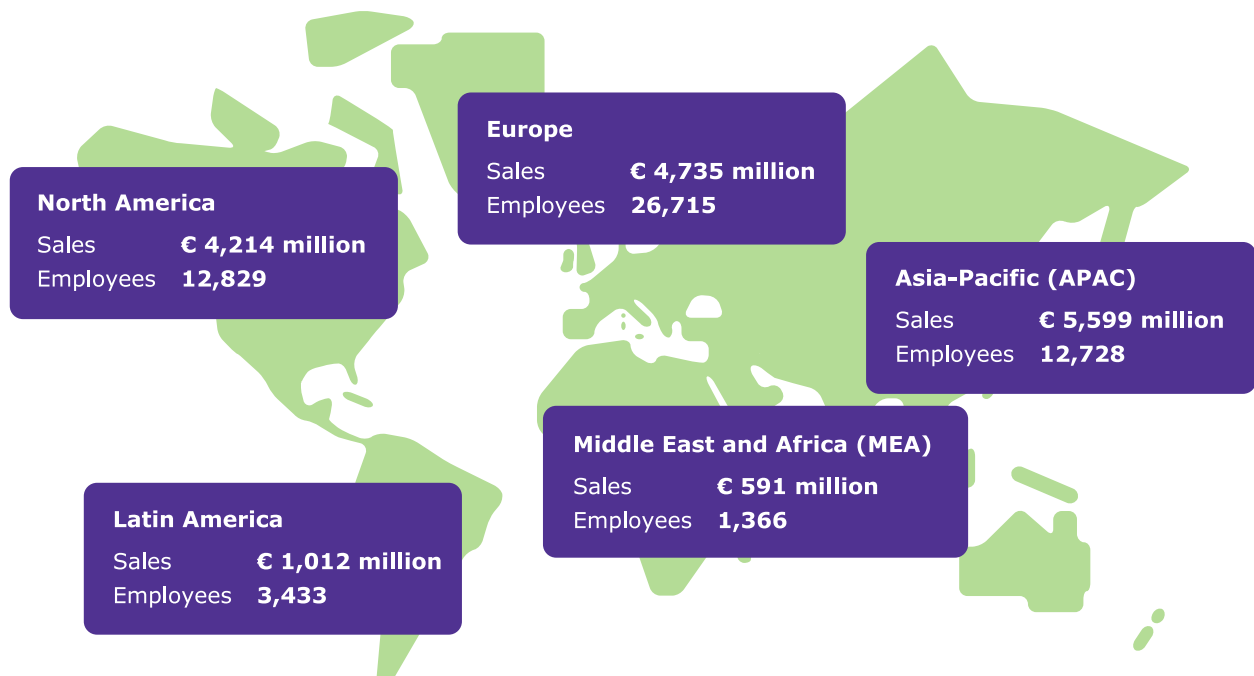 Europe
Sales € 4,735 million
Employees 26,715
North America
Sales € 4,214 million
Employees 12,829
Asia-Pacific (APAC)
Sales € 5,599 million
Employees 12,728
Middle East and Africa (MEA)
Sales € 591 million
Employees 1,366
Latin America
Sales € 1,012 million
Employees 3,433